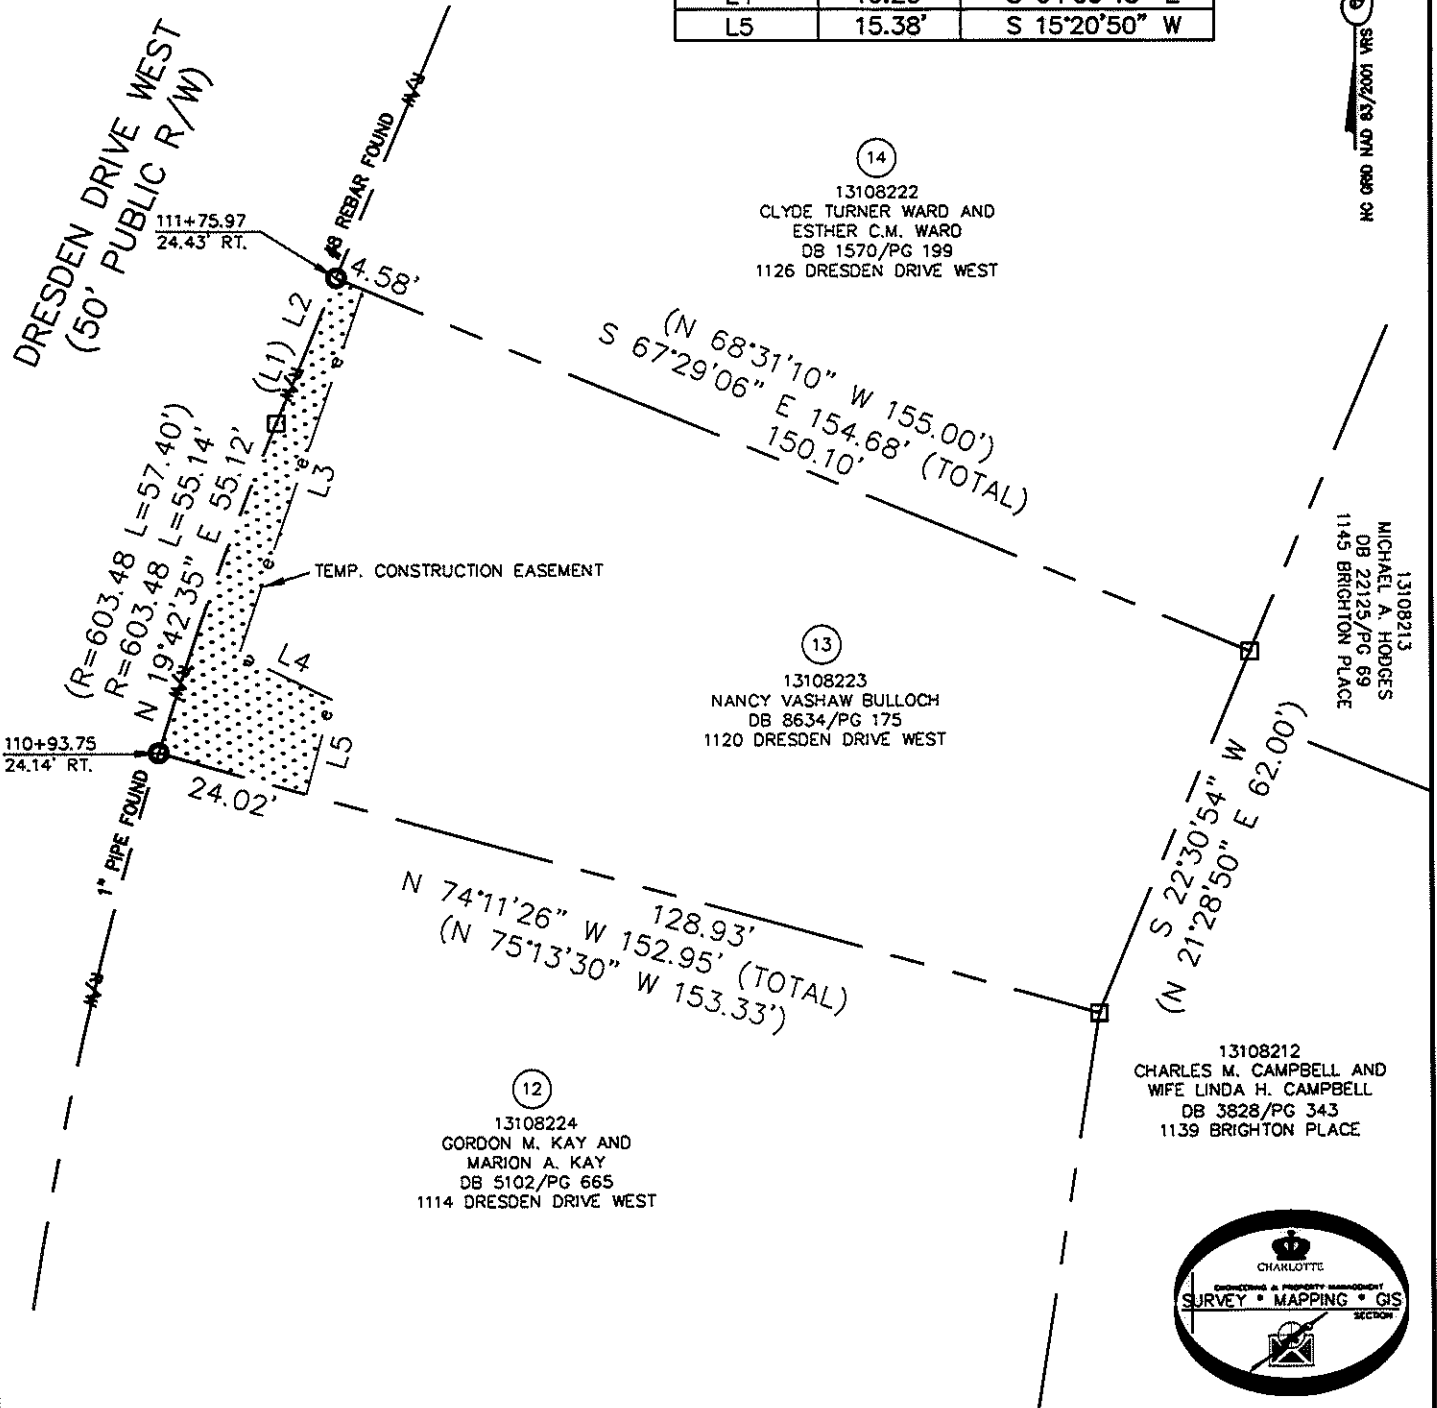 L5 15.38' S 15°20'50" W
NC GRID NAD 83/2001 VRS
DRESDEN DRIVE WEST
(50' PUBLIC R/W)
R/W
#8 REBAR FOUND
111+75.97
24.43' RT.
4.58'
14
13108222
CLYDE TURNER WARD AND
ESTHER C.M. WARD
DB 1570/PG 199
1126 DRESDEN DRIVE WEST
(N 68°31'10" W 155.00')
S 67°29'06" E 154.68' (TOTAL)
150.10'
(L1) L2
R/W
e
e
L3
e
(R=603.48 L=57.40')
R=603.48 L=55.14'
N 19°42'35" E 55.12'
R/W
TEMP. CONSTRUCTION EASEMENT
e
L4
e
L5
13
13108223
NANCY VASHAW BULLOCH
DB 8634/PG 175
1120 DRESDEN DRIVE WEST
13108213
MICHAEL A. HODGES
DB 22125/PG 69
1145 BRIGHTON PLACE
110+93.75
24.14' RT.
24.02'
1" PIPE FOUND
R/W
S 22°30'54" W
(N 21°28'50" E 62.00')
128.93'
N 74°11'26" W 152.95' (TOTAL)
(N 75°13'30" W 153.33')
12
13108224
GORDON M. KAY AND
MARION A. KAY
DB 5102/PG 665
1114 DRESDEN DRIVE WEST
13108212
CHARLES M. CAMPBELL AND
WIFE LINDA H. CAMPBELL
DB 3828/PG 343
1139 BRIGHTON PLACE
CHARLOTTE
ENGINEERING & PROPERTY MANAGEMENT
SURVEY * MAPPING * GIS
SECTION